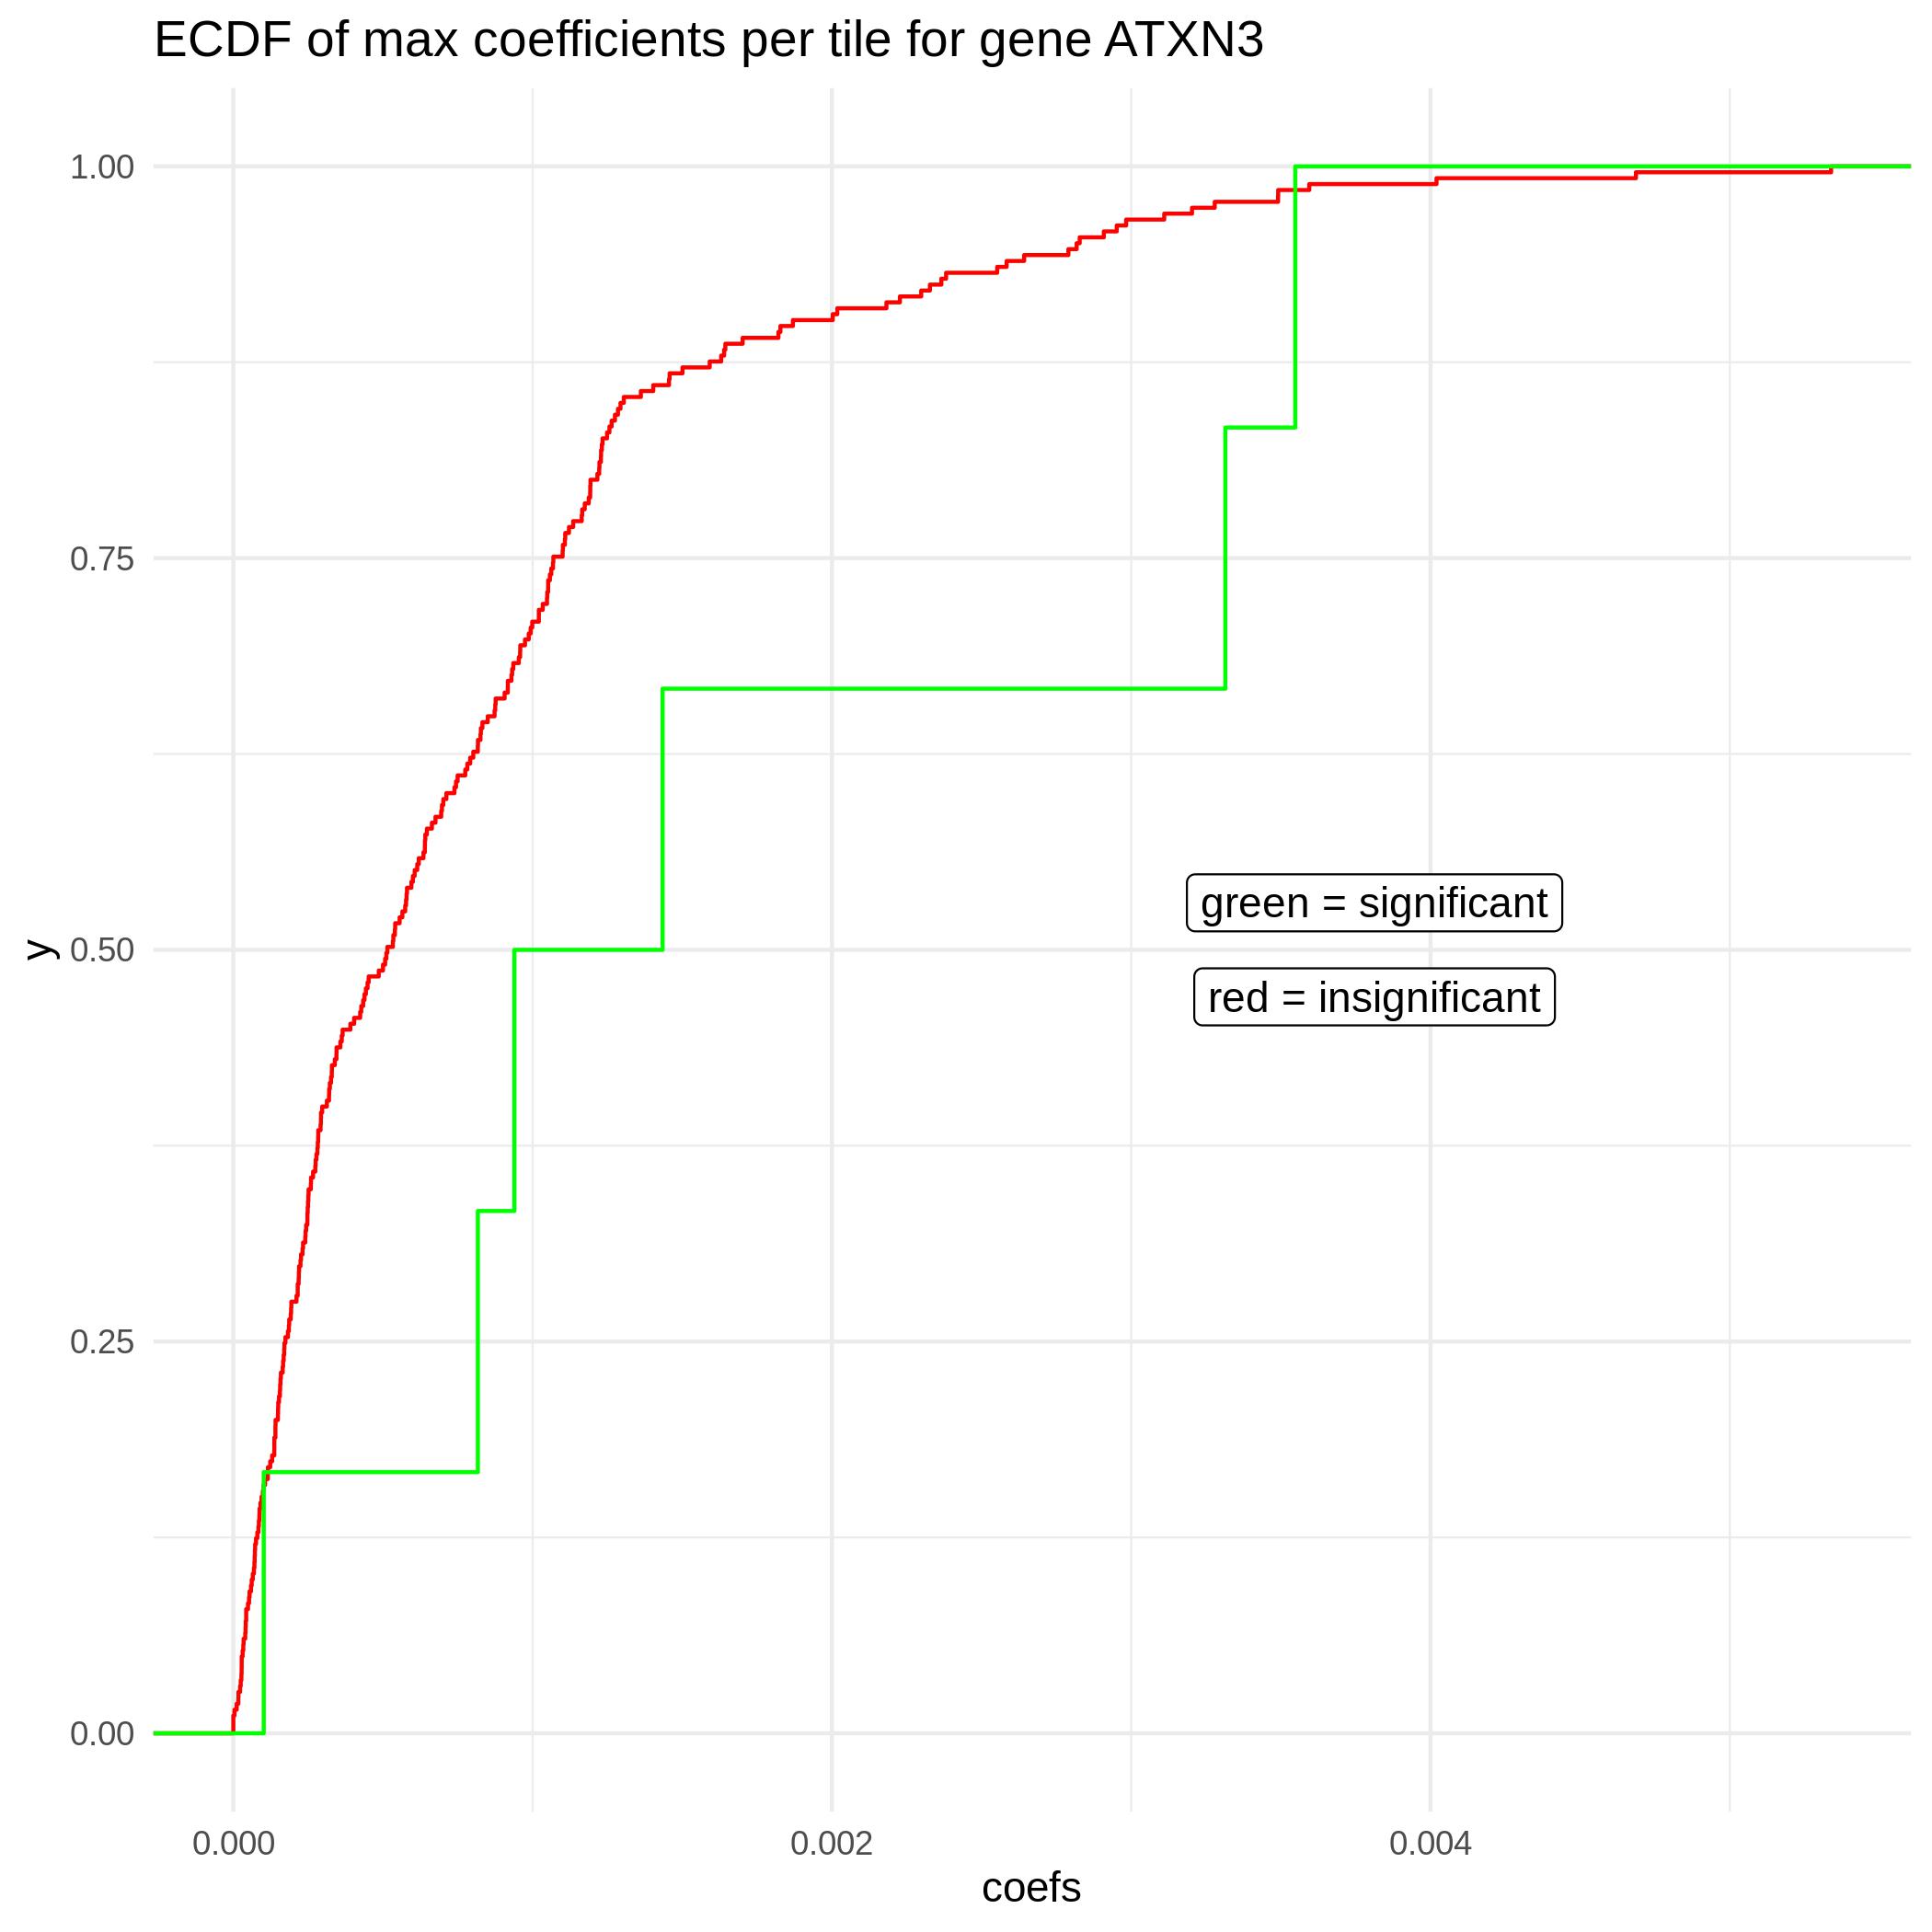 ECDF of max coefficients per tile for gene ATXN3
1.00
0.75
green = significant
y
0.50
red = insignificant
0.25
0.00
0.000
0.002
0.004
coefs